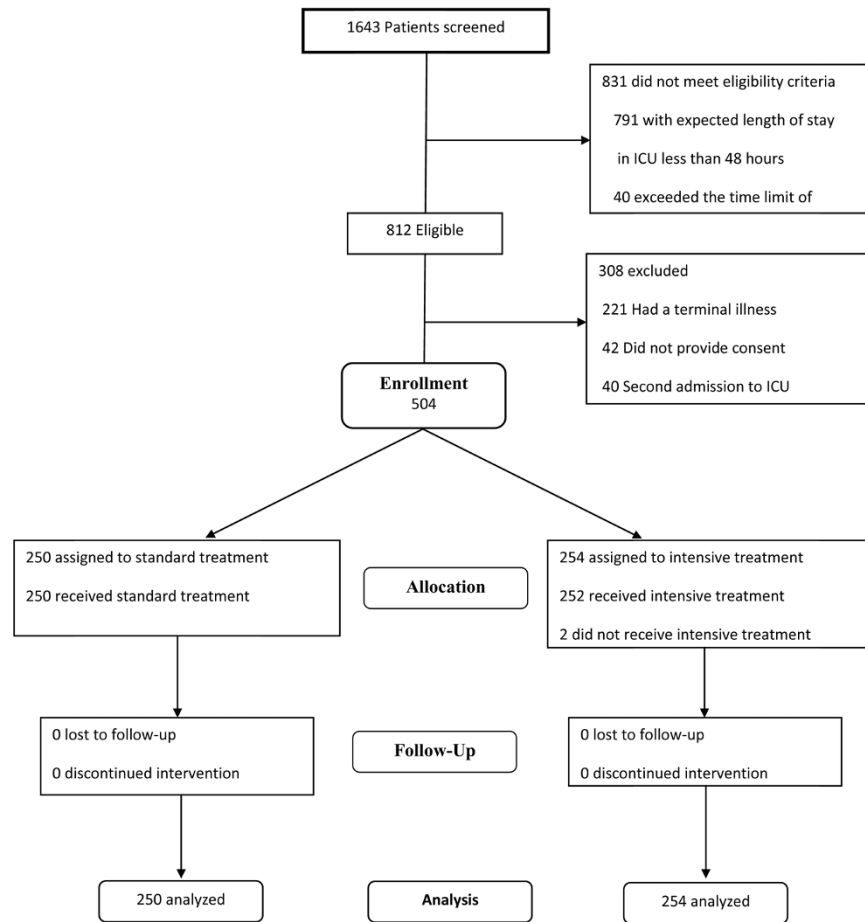 1643 Patients screened
831 did not meet eligibility criteria
791 with expected length of stay
in ICU less than 48 hours
40 exceeded the time limit of
812 Eligible
308 excluded
221 Had a terminal illness
42 Did not provide consent
40 Second admission to ICU
Enrollment
504
250 assigned to standard treatment
250 received standard treatment
Allocation
254 assigned to intensive treatment
252 received intensive treatment
2 did not receive intensive treatment
0 lost to follow-up
0 discontinued intervention
Follow-Up
0 lost to follow-up
0 discontinued intervention
250 analyzed
Analysis
254 analyzed